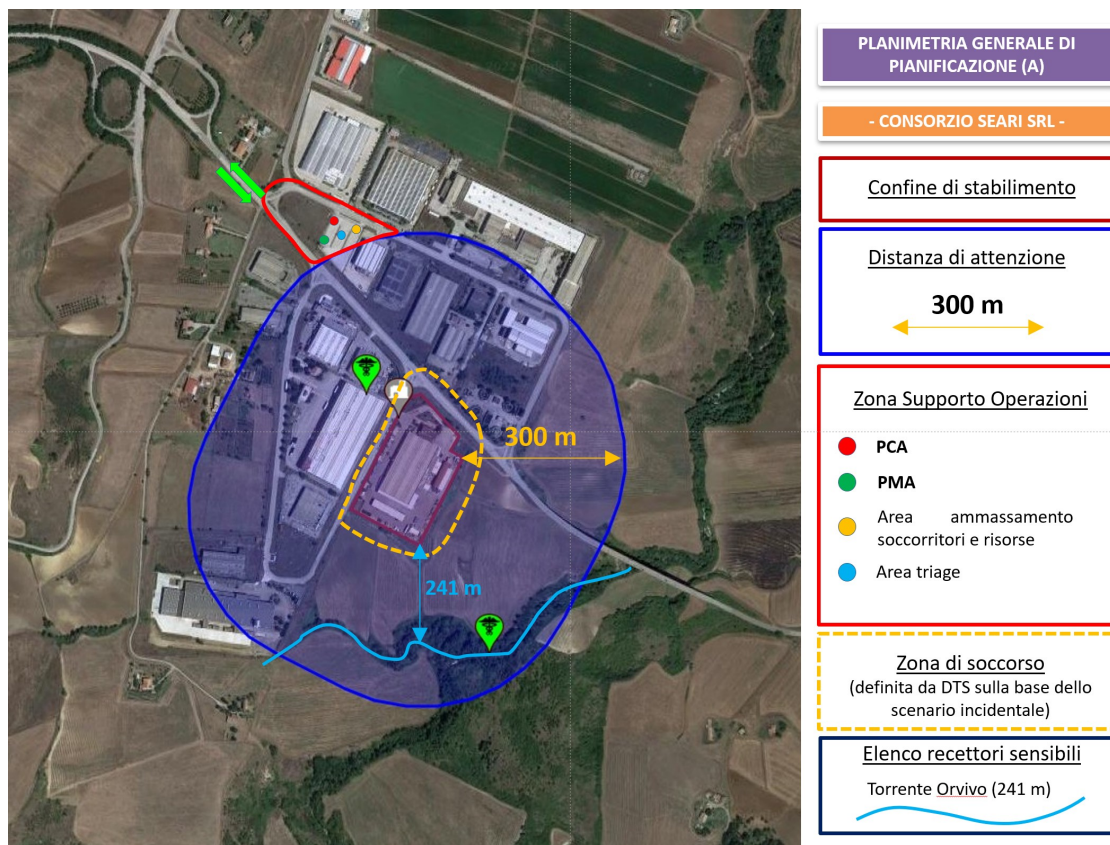 PLANIMETRIA GENERALE DI
PIANIFICAZIONE (A)
- CONSORZIO SEARI SRL -
Confine di stabilimento
Distanza di attenzione
300 m
Zona Supporto Operazioni
PCA
PMA
Area ammassamento
soccorritori e risorse
Area triage
Zona di soccorso
(definita da DTS sulla base dello
scenario incidentale)
Elenco recettori sensibili
Torrente Orvivo (241 m)
300 m
241 m